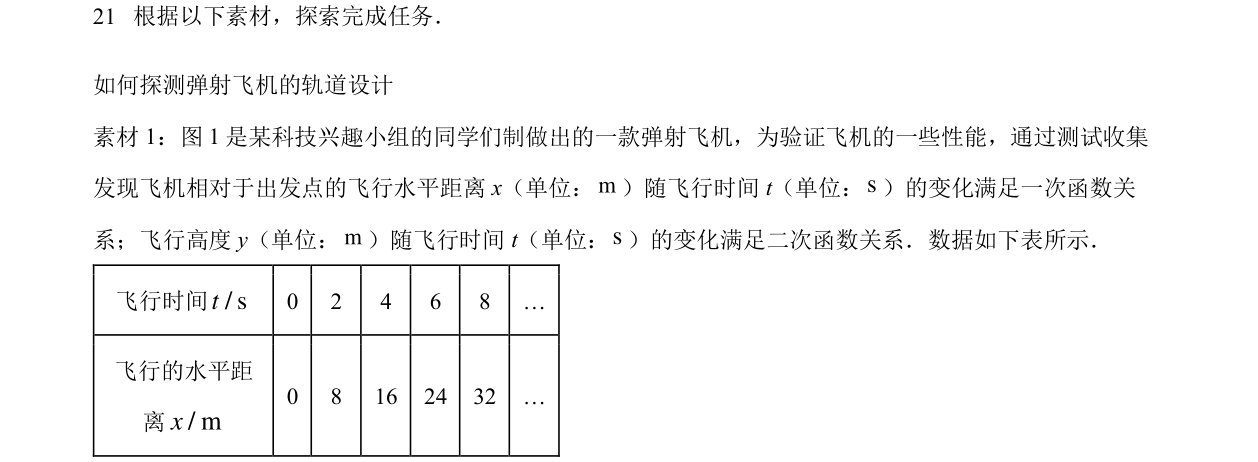 21 根据以下素材，探索完成任务．
如何探测弹射飞机的轨道设计
素材 1：图 1 是某科技兴趣小组的同学们制做出的一款弹射飞机，为验证飞机的一些性能，通过测试收集
发现飞机相对于出发点的飞行水平距离 x（单位：m）随飞行时间 t（单位：s）的变化满足一次函数关
系；飞行高度 y（单位：m）随飞行时间 t（单位：s）的变化满足二次函数关系．数据如下表所示．
飞行时间 t / s 0 2 4 6 8 …
飞行的水平距
离 x / m 0 8 16 24 32 …